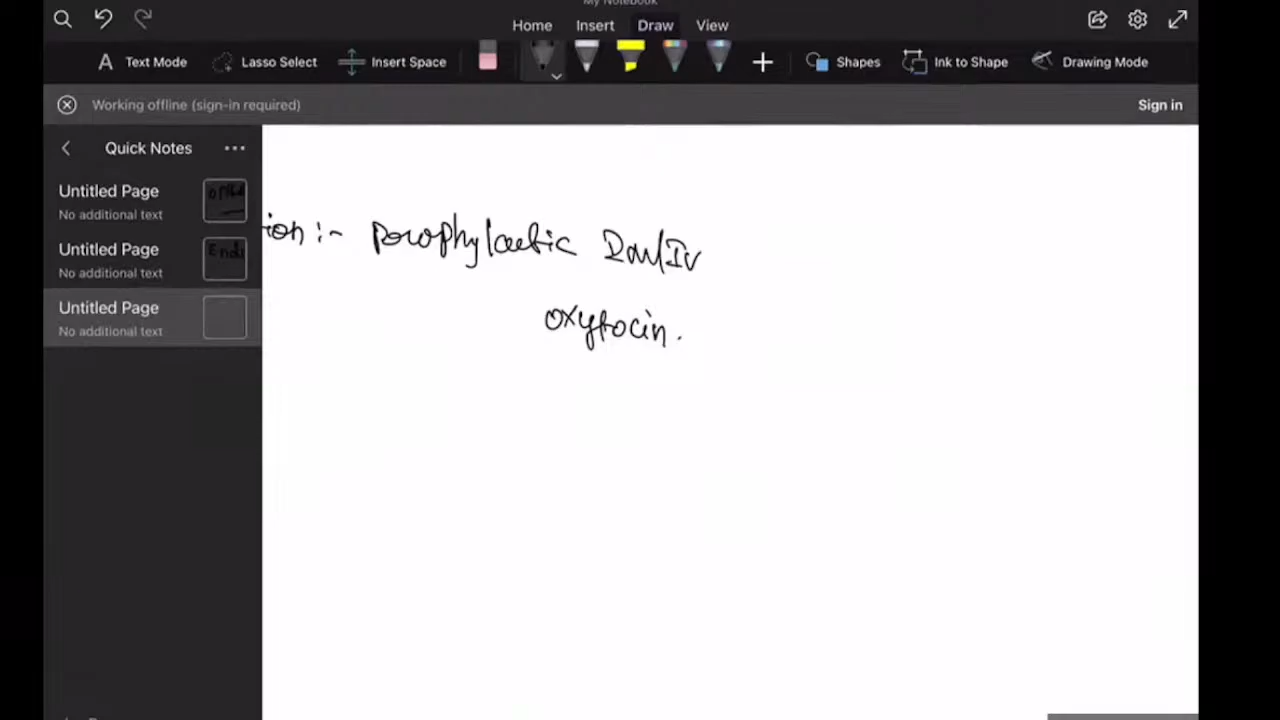 My Notebook
Home Insert Draw View
Text Mode Lasso Select Insert Space Shapes Ink to Shape Drawing Mode
Working offline (sign-in required) Sign in
Quick Notes
Untitled Page
No additional text
Untitled Page
No additional text
Untitled Page
No additional text
ion :- Porophylactic Im/Iv
oxytocin.